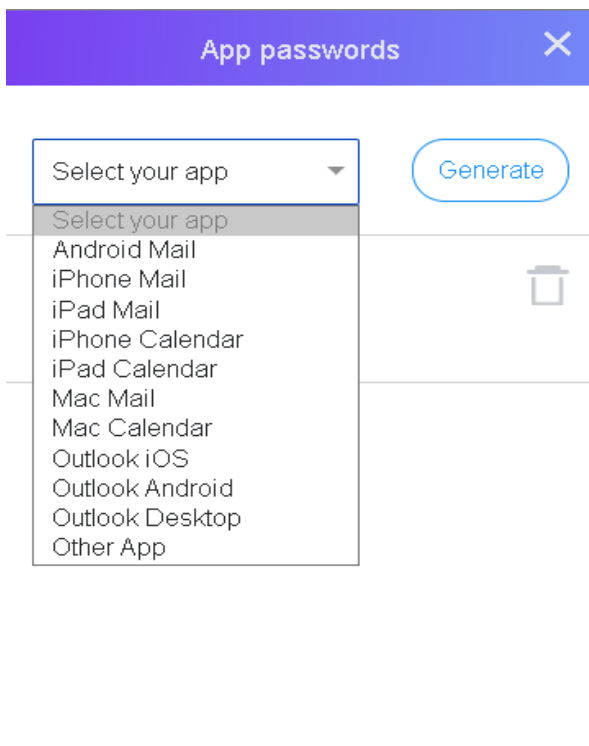 App passwords
Select your app
Generate
Select your app
Android Mail
iPhone Mail
iPad Mail
iPhone Calendar
iPad Calendar
Mac Mail
Mac Calendar
Outlook iOS
Outlook Android
Outlook Desktop
Other App